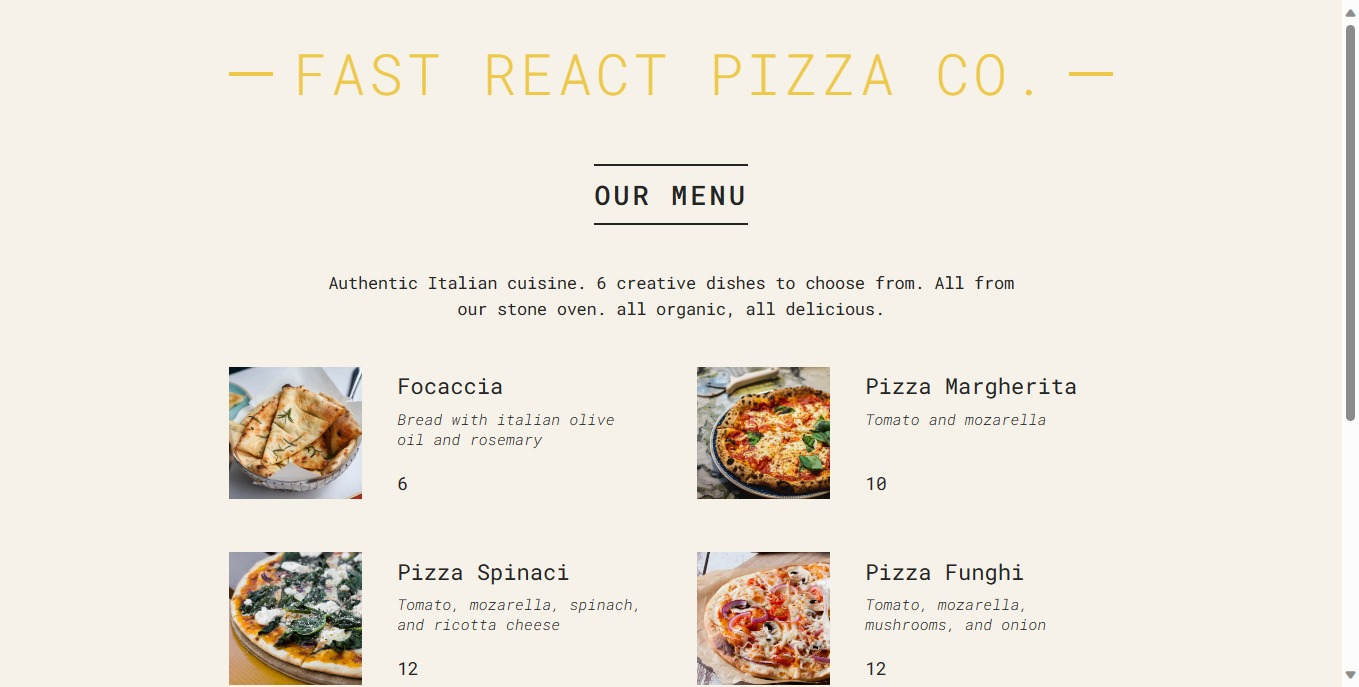 FAST REACT PIZZA CO.
OUR MENU
Authentic Italian cuisine. 6 creative dishes to choose from. All from
our stone oven. all organic, all delicious.
Focaccia
Bread with italian olive
oil and rosemary
6
Pizza Margherita
Tomato and mozarella
10
Pizza Spinaci
Tomato, mozarella, spinach,
and ricotta cheese
12
Pizza Funghi
Tomato, mozarella,
mushrooms, and onion
12